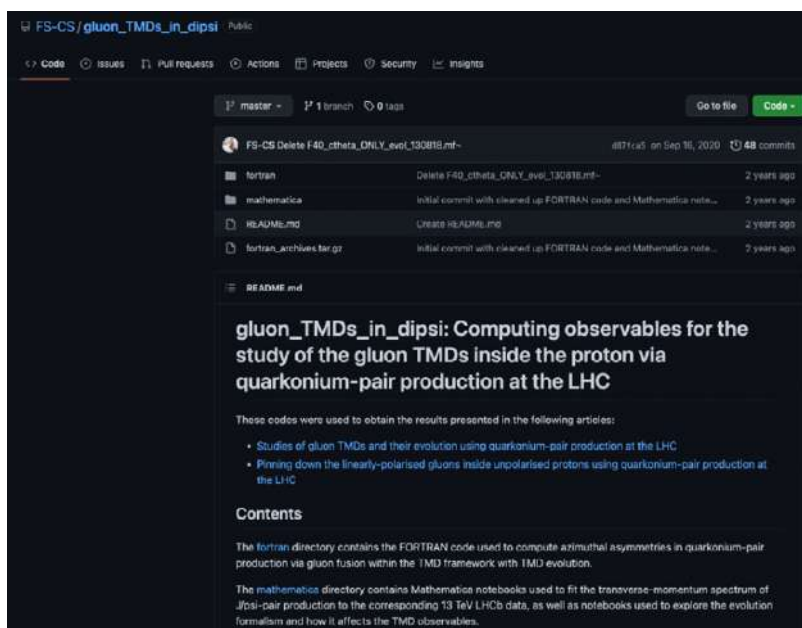 FS-CS / gluon_TMDs_in_dipsi Public
<> Code Issues Pull requests Actions Projects Security Insights
master 1 branch 0 tags Go to file Code
FS-CS Delete F40_ctheta_ONLY_evol_130818.mf~ on Sep 18, 2020 48 commits
fortran Delete F40_ctheta_ONLY_evol_130818.mf~ 2 years ago
mathematica Initial commit with cleaned up FORTRAN code and Mathematica note... 2 years ago
README.md Create README.md 2 years ago
fortran_archives.tar.gz Initial commit with cleaned up FORTRAN code and Mathematica note... 2 years ago
README.md
gluon_TMDs_in_dipsi: Computing observables for the
study of the gluon TMDs inside the proton via
quarkonium-pair production at the LHC
These codes were used to obtain the results presented in the following articles:
• Studies of gluon TMDs and their evolution using quarkonium-pair production at the LHC
• Pinning down the linearly-polarised gluons inside unpolarised protons using quarkonium-pair production at
the LHC
Contents
The fortran directory contains the FORTRAN code used to compute azimuthal asymmetries in quarkonium-pair
production via gluon fusion within the TMD framework with TMD evolution.
The mathematica directory contains Mathematica notebooks used to fit the transverse-momentum spectrum of
J/psi-pair production to the corresponding 13 TeV LHCb data, as well as notebooks used to explore the evolution
formalism and how it affects the TMD observables.